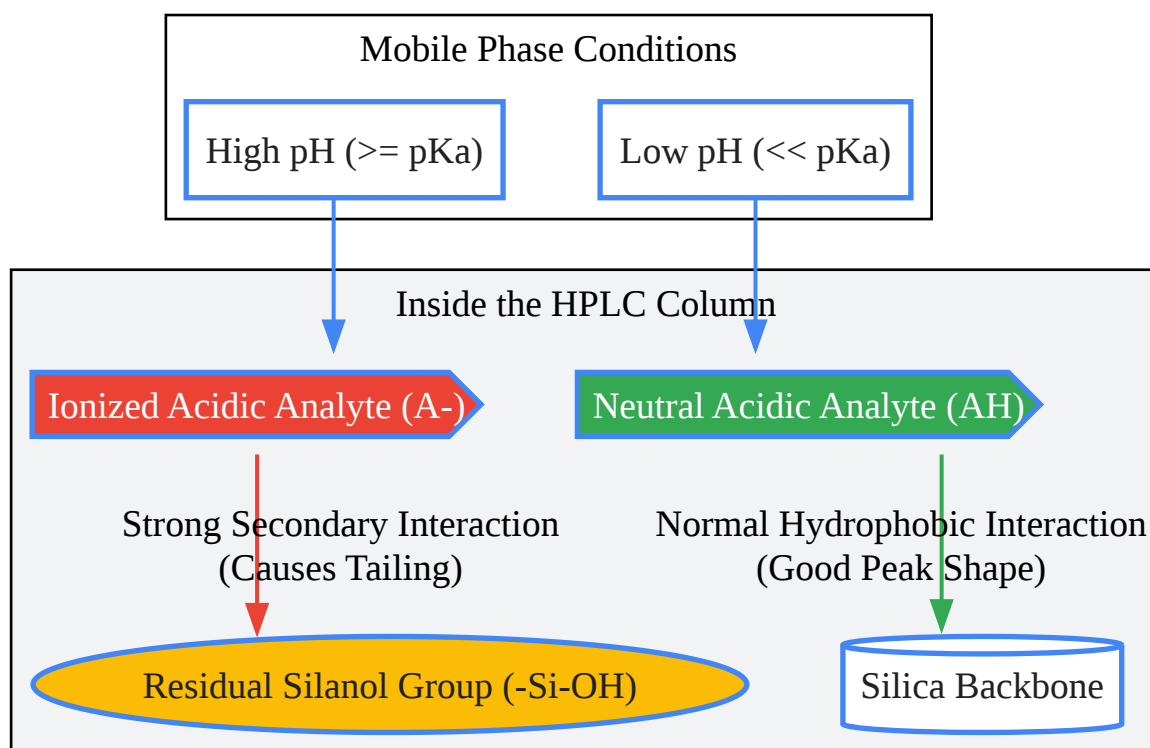 Mobile Phase Conditions
High pH (>= pKa)
Low pH (<< pKa)
Inside the HPLC Column
Ionized Acidic Analyte (A-)
Neutral Acidic Analyte (AH)
Strong Secondary Interaction
(Causes Tailing)
Normal Hydrophobic Interaction
(Good Peak Shape)
Residual Silanol Group (-Si-OH)
Silica Backbone